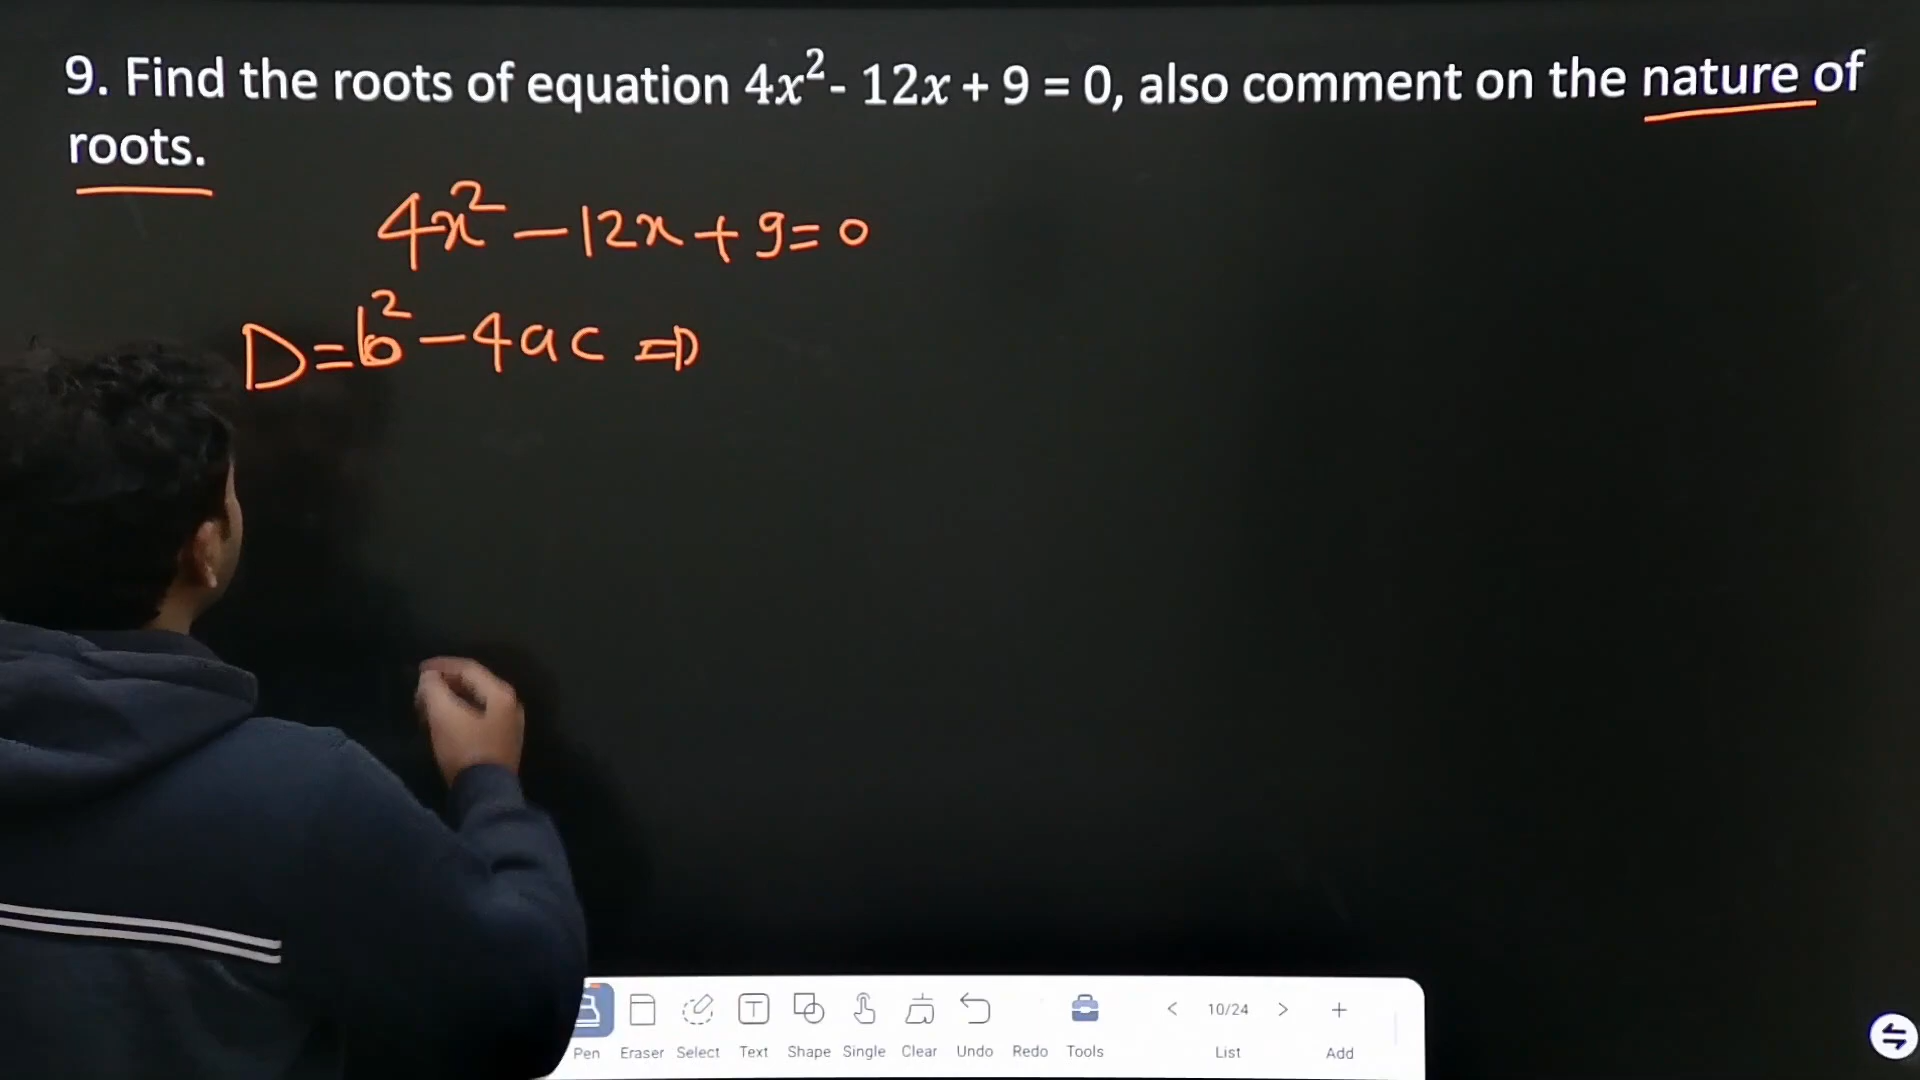 9. Find the roots of equation 4x² - 12x + 9 = 0, also comment on the nature of
roots.
4x² - 12x + 9 = 0
D = b² - 4ac ⇒
Pen Eraser Select Text Shape Single Clear Undo Redo Tools < 10/24 > List + Add